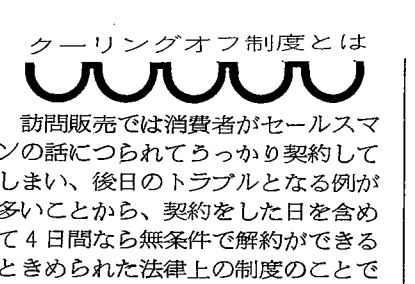 クーリングオフ制度とは
訪問販売では消費者がセールスマ
ンの話につられてうっかり契約して
しまい、後日のトラブルとなる例が
多いことから、契約をした日を含め
て4日間なら無条件で解約ができる
ときめられた法律上の制度のことで